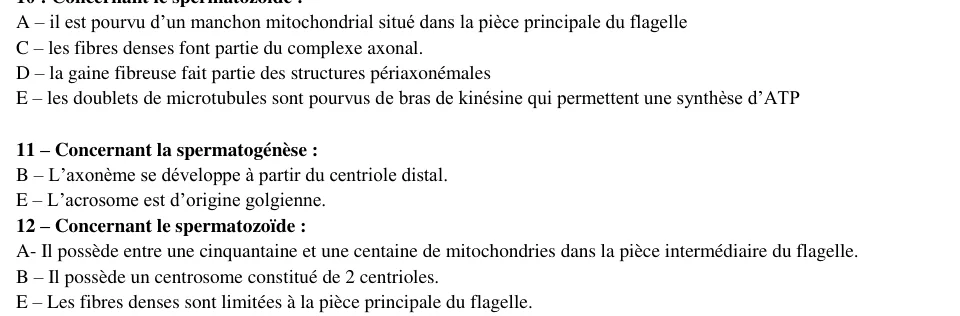 10 : Concernant le spermatozoïde :
A – il est pourvu d’un manchon mitochondrial situé dans la pièce principale du flagelle
C – les fibres denses font partie du complexe axonal.
D – la gaine fibreuse fait partie des structures périaxonémales
E – les doublets de microtubules sont pourvus de bras de kinésine qui permettent une synthèse d’ATP
11 – Concernant la spermatogénèse :
B – L’axonème se développe à partir du centriole distal.
E – L’acrosome est d’origine golgienne.
12 – Concernant le spermatozoïde :
A- Il possède entre une cinquantaine et une centaine de mitochondries dans la pièce intermédiaire du flagelle.
B – Il possède un centrosome constitué de 2 centrioles.
E – Les fibres denses sont limitées à la pièce principale du flagelle.